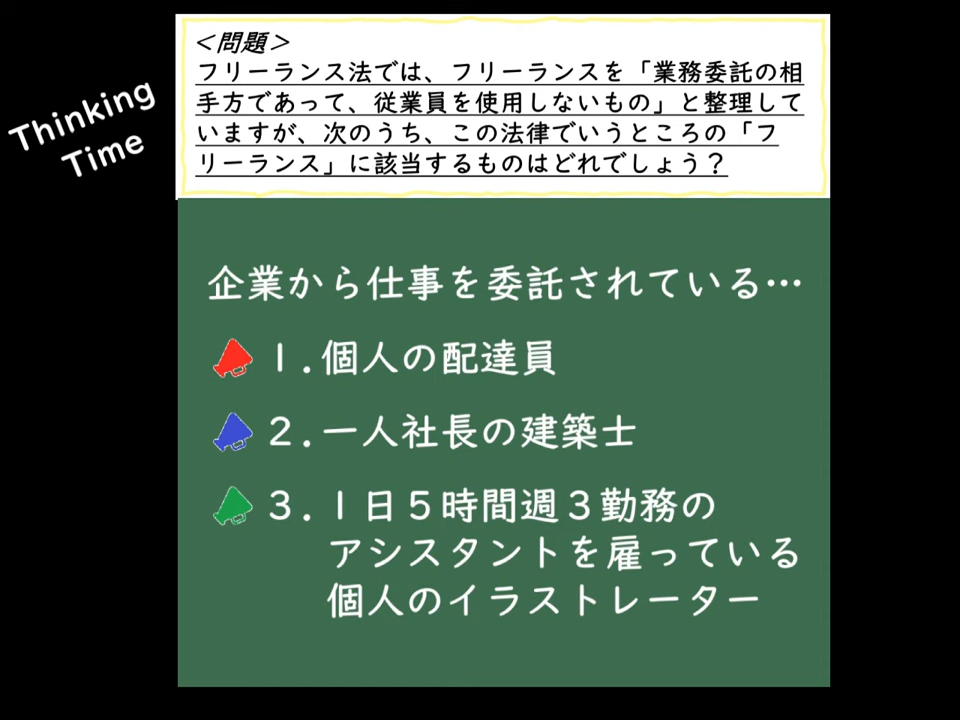 Thinking
Time
＜問題＞
フリーランス法では、フリーランスを「業務委託の相
手方であって、従業員を使用しないもの」と整理して
いますが、次のうち、この法律でいうところの「フ
リーランス」に該当するものはどれでしょう？
企業から仕事を委託されている…
１.個人の配達員
２.一人社長の建築士
３.１日５時間週３勤務の
アシスタントを雇っている
個人のイラストレーター